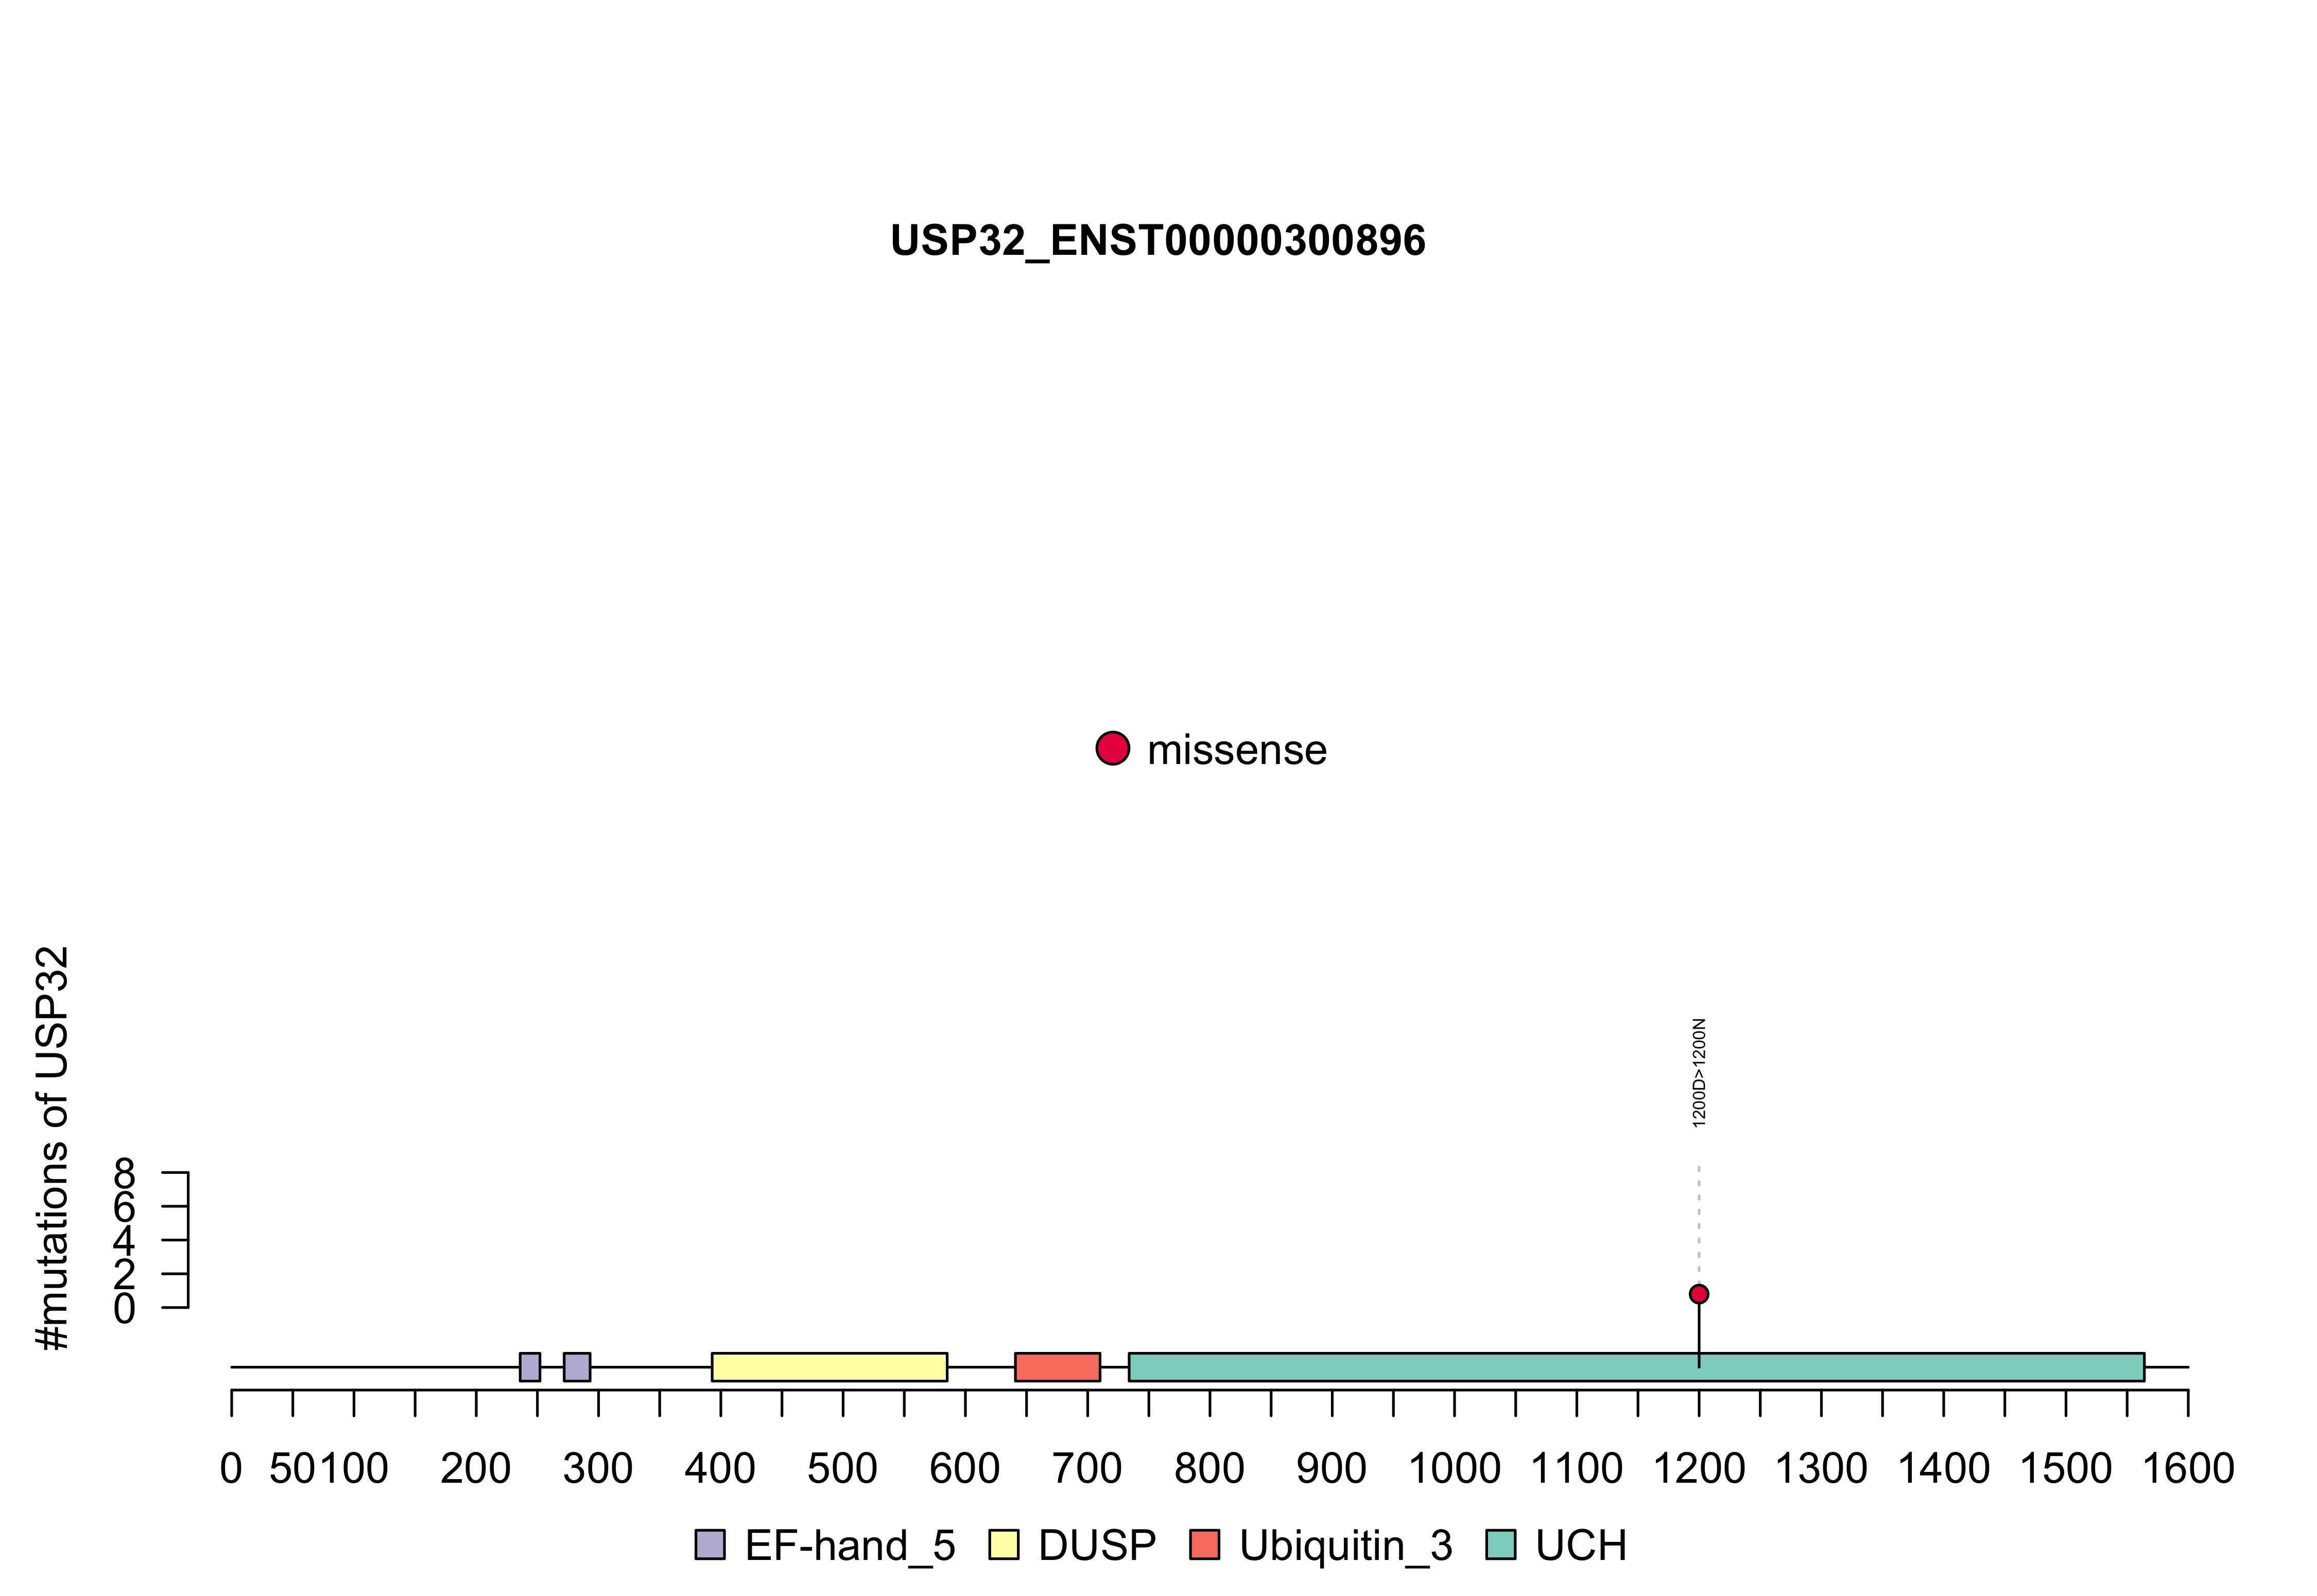 USP32_ENST00000300896
missense
#mutations of USP32
1200D>1200N
8
6
4
2
0
0 50 100 200 300 400 500 600 700 800 900 1000 1100 1200 1300 1400 1500 1600
EF-hand_5 DUSP Ubiquitin_3 UCH